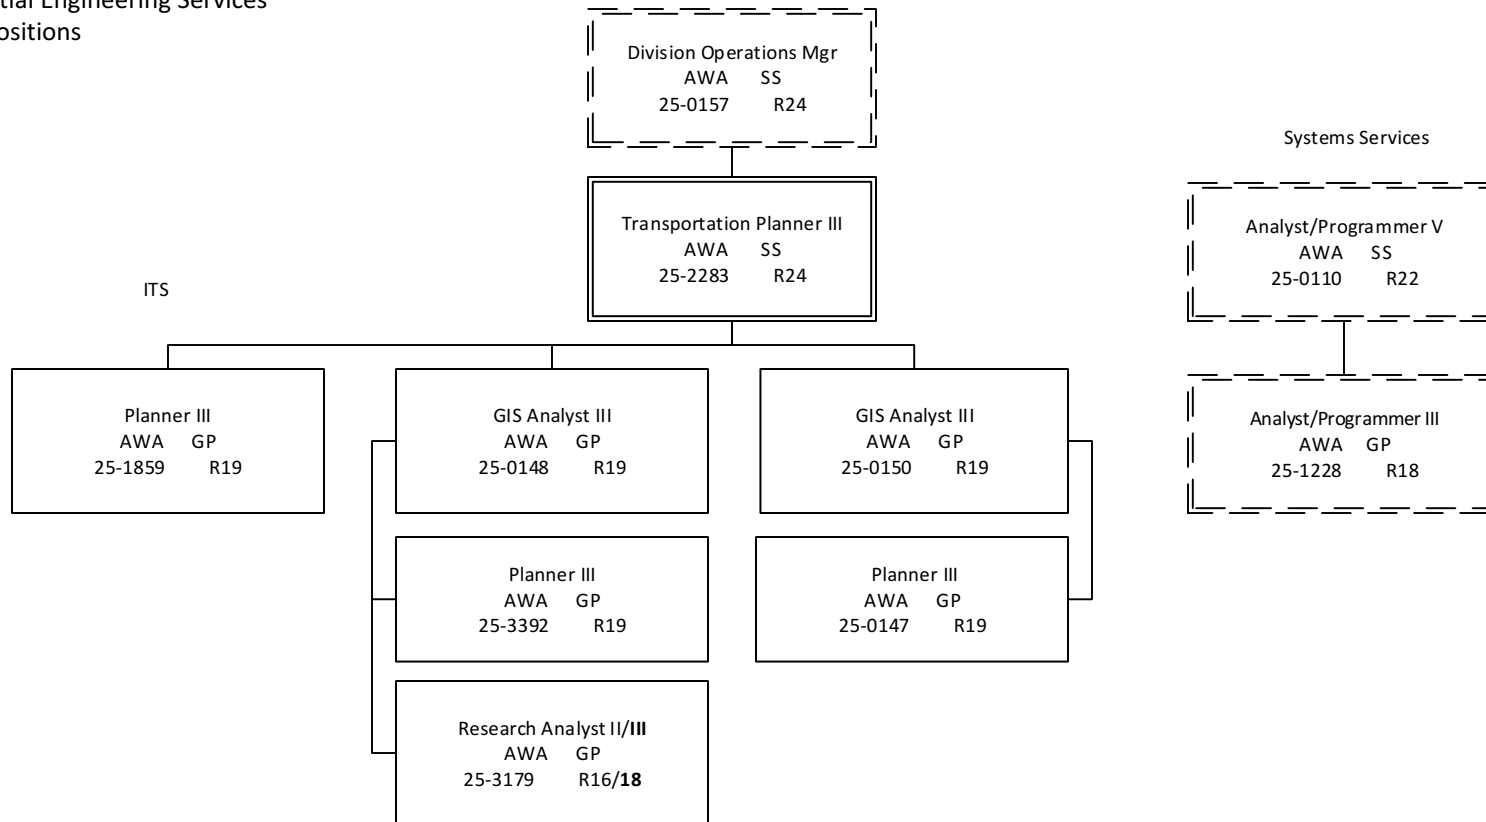 Engineering Services
Division Operations Mgr
AWA SS
25-0157 R24
Systems Services
Transportation Planner III
AWA SS
25-2283 R24
Analyst/Programmer V
AWA SS
25-0110 R22
ITS
Planner III
AWA GP
25-1859 R19
GIS Analyst III
AWA GP
25-0148 R19
GIS Analyst III
AWA GP
25-0150 R19
Analyst/Programmer III
AWA GP
25-1228 R18
Planner III
AWA GP
25-3392 R19
Planner III
AWA GP
25-0147 R19
Research Analyst II/III
AWA GP
25-3179 R16/18